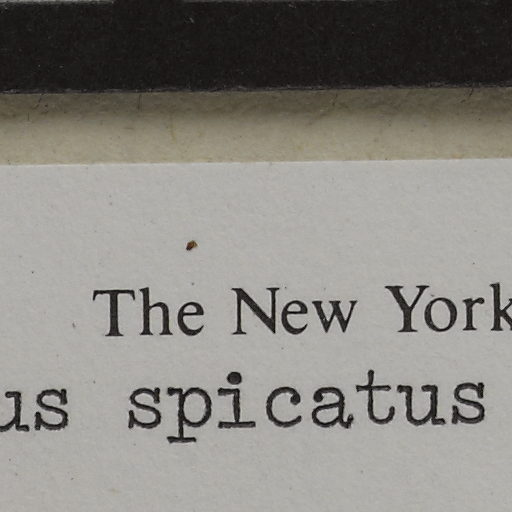 The New York
us spicatus